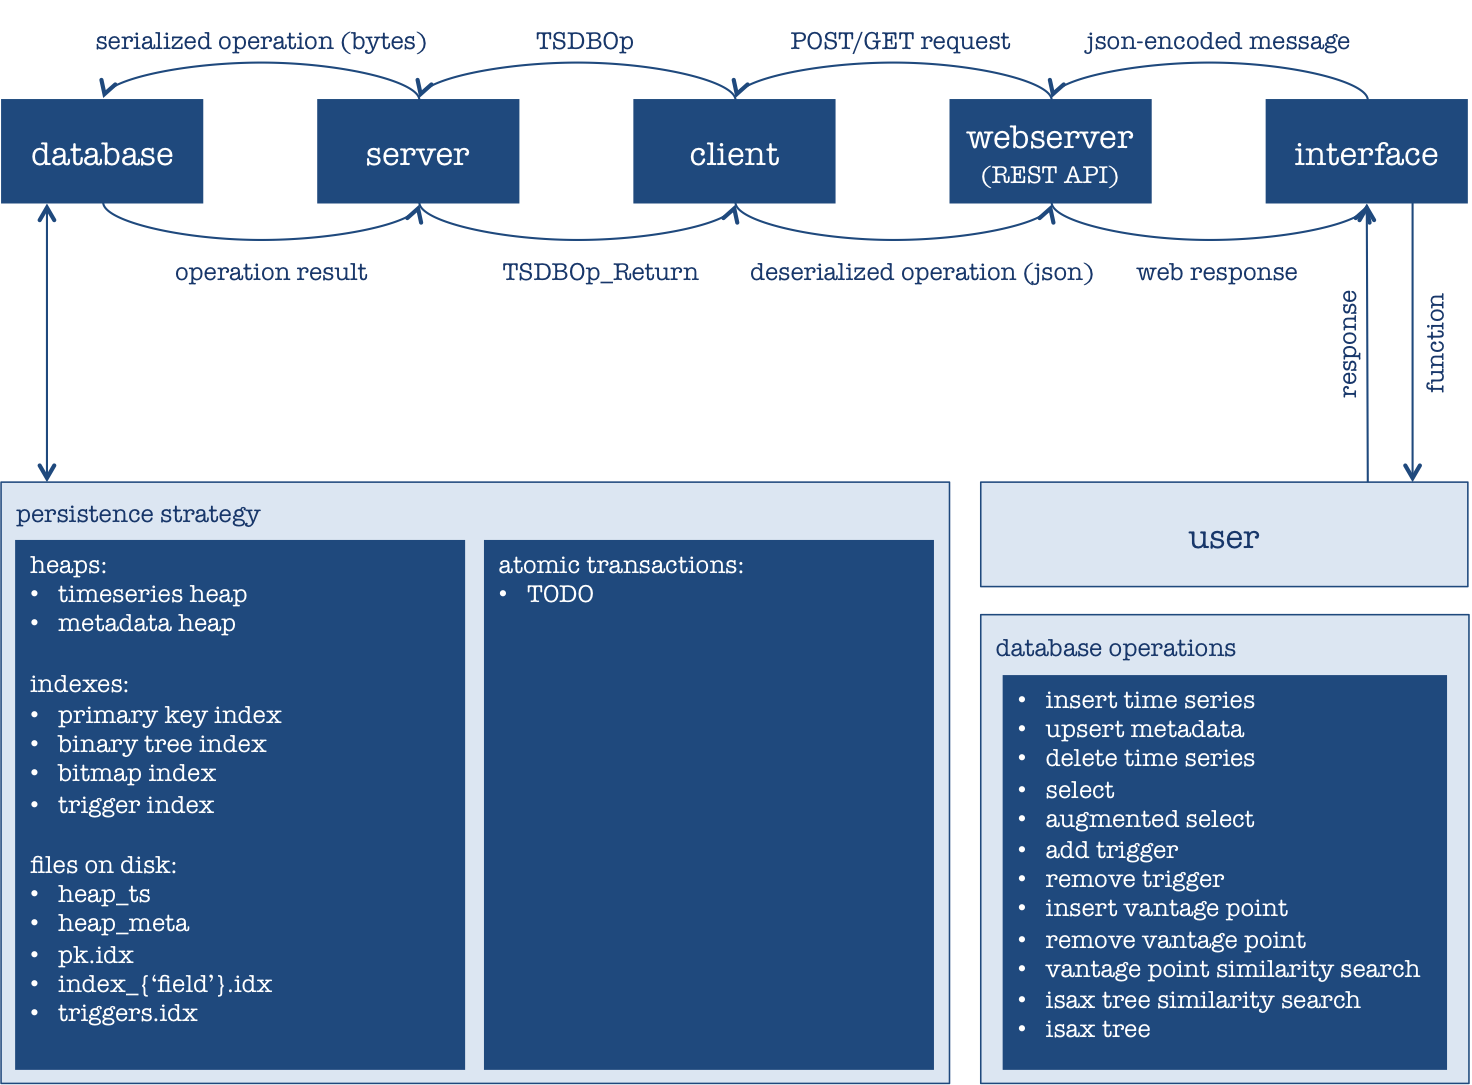 serialized operation (bytes)
TSDBOp
POST/GET request
json-encoded message
database
server
client
webserver
(REST API)
interface
operation result
TSDBOp_Return
deserialized operation (json)
web response
response
function
persistence strategy
heaps:
• timeseries heap
• metadata heap
indexes:
• primary key index
• binary tree index
• bitmap index
• trigger index
files on disk:
• heap_ts
• heap_meta
• pk.idx
• index_{‘field’}.idx
• triggers.idx
atomic transactions:
• TODO
user
database operations
• insert time series
• upsert metadata
• delete time series
• select
• augmented select
• add trigger
• remove trigger
• insert vantage point
• remove vantage point
• vantage point similarity search
• isax tree similarity search
• isax tree